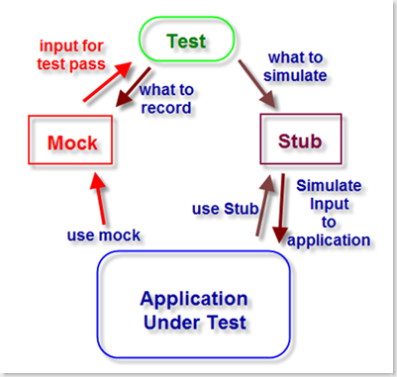 Test
input for
test pass
what to
record
what to
simulate
Mock
Stub
use mock
use Stub
Simulate
Input
to
application
Application
Under Test